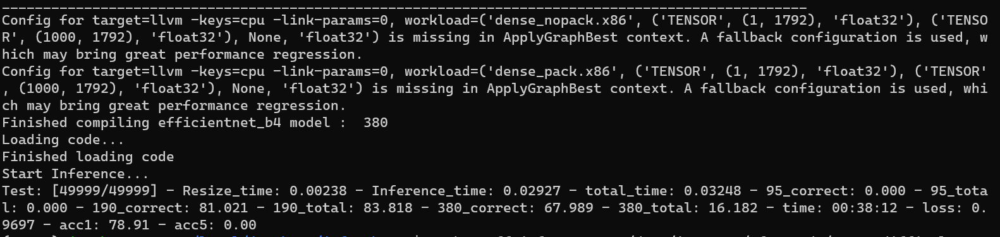 Config for target=llvm -keys=cpu -link-params=0, workload=('dense_nopack.x86', ('TENSOR', (1, 1792), 'float32'), ('TENSO
R', (1000, 1792), 'float32'), None, 'float32') is missing in ApplyGraphBest context. A fallback configuration is used, w
hich may bring great performance regression.
Config for target=llvm -keys=cpu -link-params=0, workload=('dense_pack.x86', ('TENSOR', (1, 1792), 'float32'), ('TENSOR'
, (1000, 1792), 'float32'), None, 'float32') is missing in ApplyGraphBest context. A fallback configuration is used, whi
ch may bring great performance regression.
Finished compiling efficientnet_b4 model :  380
Loading code...
Finished loading code
Start Inference...
Test: [49999/49999] - Resize_time: 0.00238 - Inference_time: 0.02927 - total_time: 0.03248 - 95_correct: 0.000 - 95_tota
l: 0.000 - 190_correct: 81.021 - 190_total: 83.818 - 380_correct: 67.989 - 380_total: 16.182 - time: 00:38:12 - loss: 0.
9697 - acc1: 78.91 - acc5: 0.00